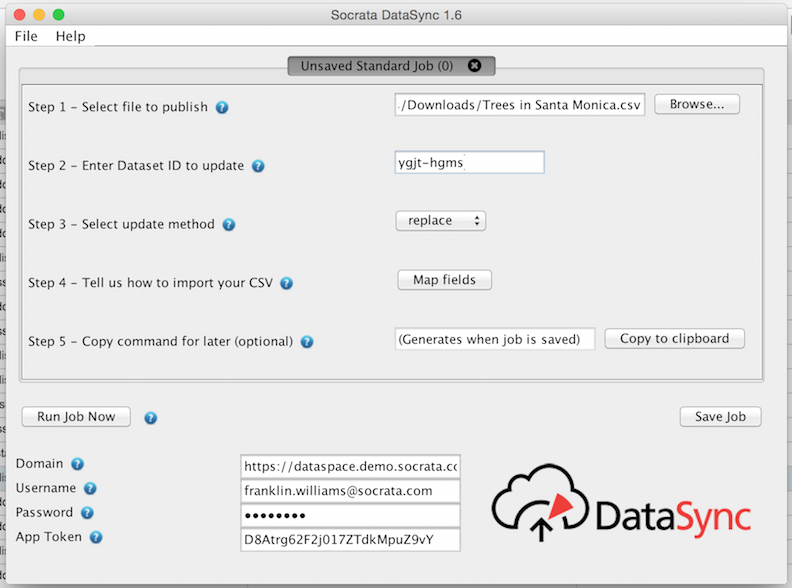 Socrata DataSync 1.6
File Help
Unsaved Standard Job (0)
Step 1 – Select file to publish ? ./Downloads/Trees in Santa Monica.csv Browse...
Step 2 – Enter Dataset ID to update ? ygjt-hgms
Step 3 – Select update method ? replace
Step 4 – Tell us how to import your CSV ? Map fields
Step 5 – Copy command for later (optional) ? (Generates when job is saved) Copy to clipboard
Run Job Now ? Save Job
Domain ? https://dataspace.demo.socrata.co
Username ? franklin.williams@socrata.com
Password ? ••••••••
App Token ? D8Atrg62F2j017ZTdkMpuZ9vY
DataSync